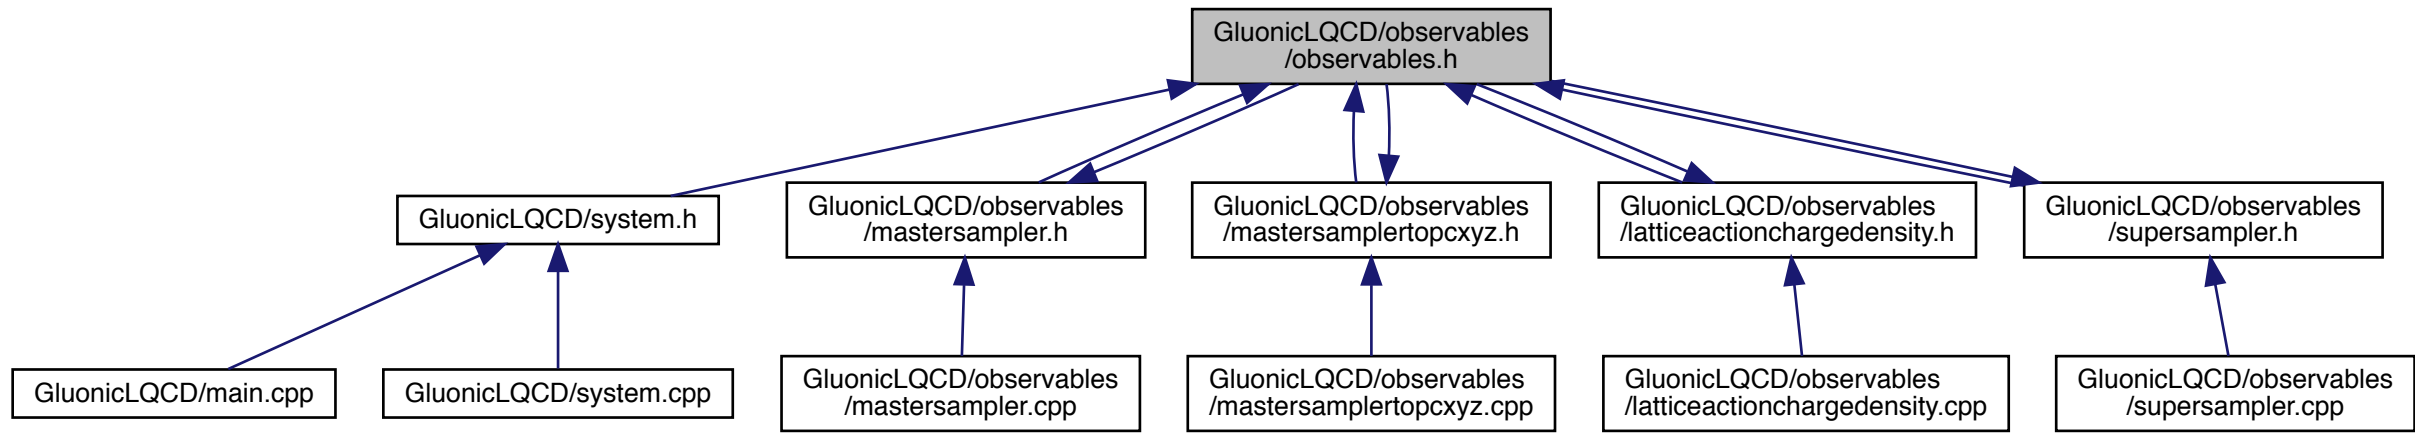 GluonicLQCD/observables
/observables.h
GluonicLQCD/system.h
GluonicLQCD/observables
/mastersampler.h
GluonicLQCD/observables
/mastersamplertopcxyz.h
GluonicLQCD/observables
/latticeactionchargedensity.h
GluonicLQCD/observables
/supersampler.h
GluonicLQCD/main.cpp
GluonicLQCD/system.cpp
GluonicLQCD/observables
/mastersampler.cpp
GluonicLQCD/observables
/mastersamplertopcxyz.cpp
GluonicLQCD/observables
/latticeactionchargedensity.cpp
GluonicLQCD/observables
/supersampler.cpp